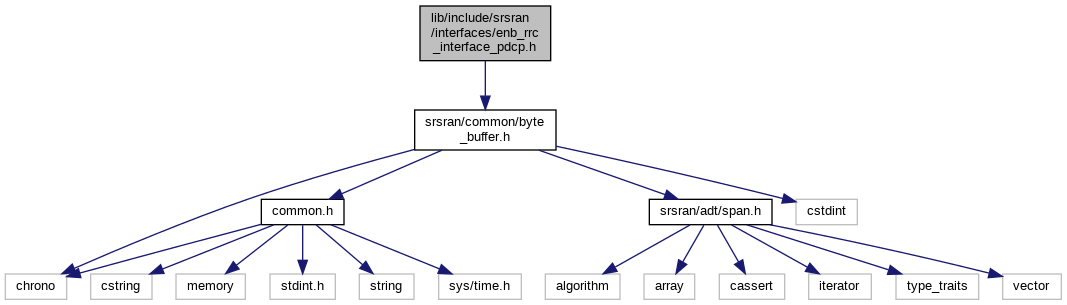 lib/include/srsran
/interfaces/enb_rrc
_interface_pdcp.h
srsran/common/byte
_buffer.h
common.h
srsran/adt/span.h
cstdint
chrono
cstring
memory
stdint.h
string
sys/time.h
algorithm
array
cassert
iterator
type_traits
vector